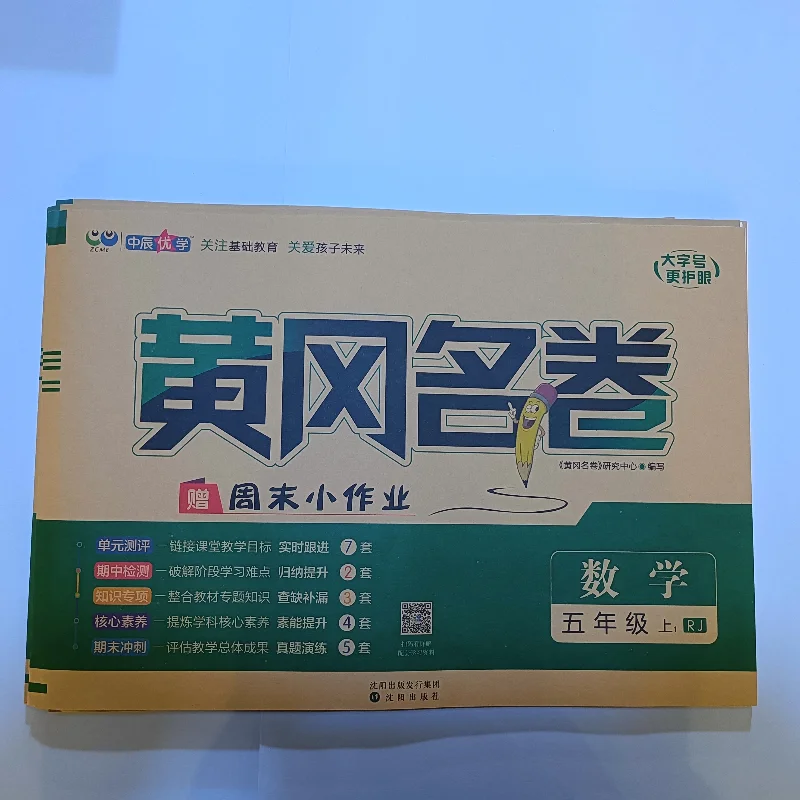 ZCME 中辰优学 关注基础教育 关爱孩子未来
大字号
更护眼
黄冈名卷
《黄冈名卷》研究中心 编写
赠 周末小作业
单元测评 链接课堂教学目标 实时跟进 7 套
期中检测 破解阶段学习难点 归纳提升 2 套
知识专项 整合教材专题知识 查缺补漏 3 套
核心素养 提炼学科核心素养 素能提升 4 套
期末冲刺 评估教学总体成果 真题演练 5 套
数学
五年级 上 RJ
沈阳出版发行集团
沈阳出版社